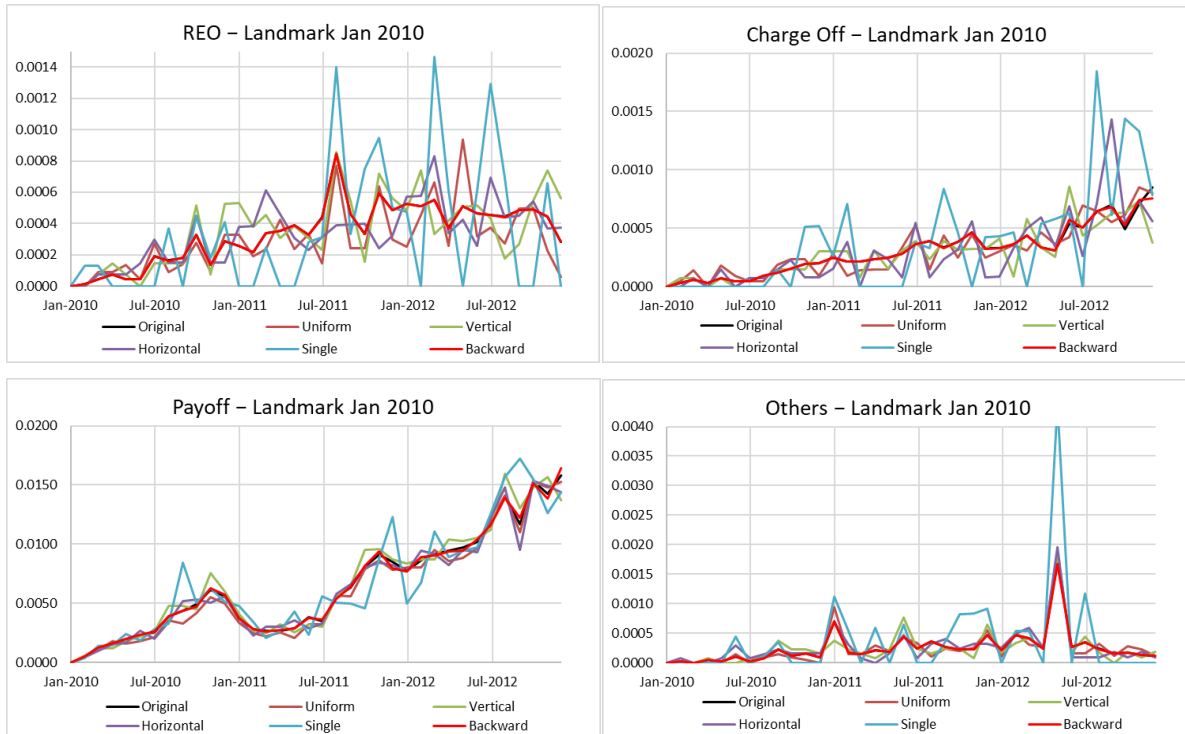 REO – Landmark Jan 2010
0.0014
0.0012
0.0010
0.0008
0.0006
0.0004
0.0002
0.0000
Jan-2010 Jul-2010 Jan-2011 Jul-2011 Jan-2012 Jul-2012
Original Uniform Vertical
Horizontal Single Backward
Charge Off – Landmark Jan 2010
0.0020
0.0015
0.0010
0.0005
0.0000
Jan-2010 Jul-2010 Jan-2011 Jul-2011 Jan-2012 Jul-2012
Original Uniform Vertical
Horizontal Single Backward
Payoff – Landmark Jan 2010
0.0200
0.0150
0.0100
0.0050
0.0000
Jan-2010 Jul-2010 Jan-2011 Jul-2011 Jan-2012 Jul-2012
Original Uniform Vertical
Horizontal Single Backward
Others – Landmark Jan 2010
0.0040
0.0035
0.0030
0.0025
0.0020
0.0015
0.0010
0.0005
0.0000
Jan-2010 Jul-2010 Jan-2011 Jul-2011 Jan-2012 Jul-2012
Original Uniform Vertical
Horizontal Single Backward